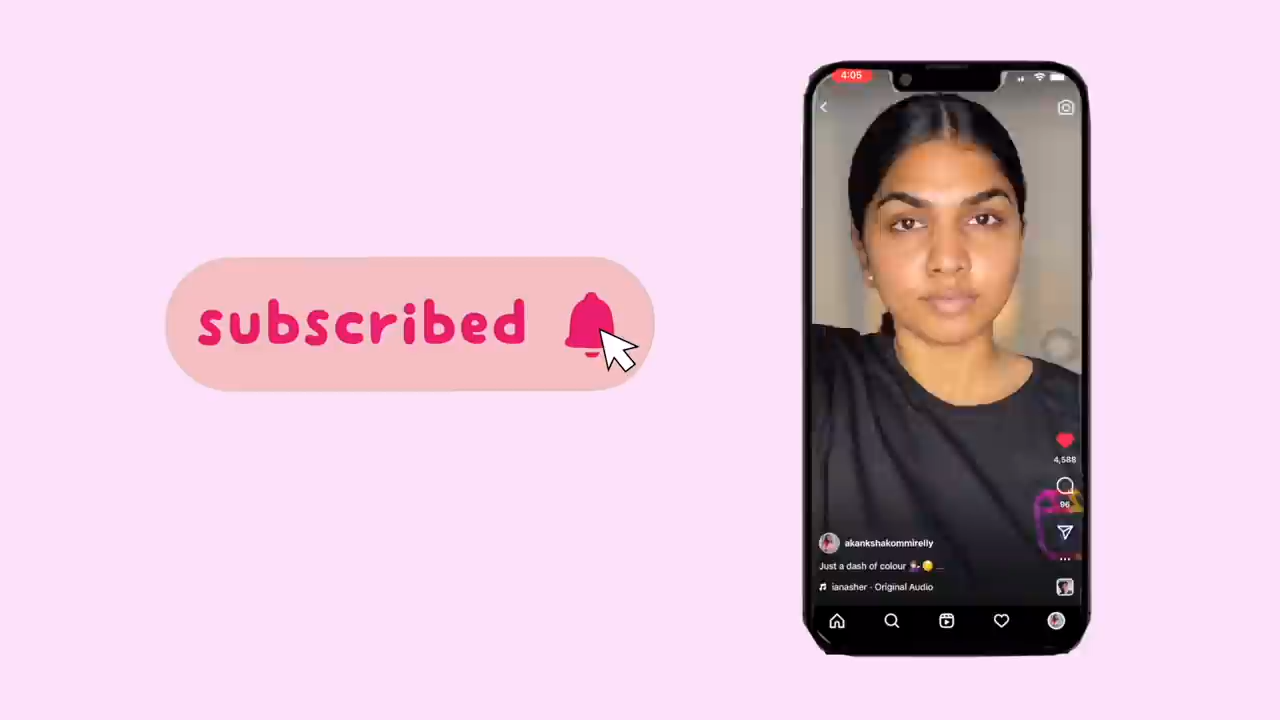 subscribed
4:05
4,588
96
akankshakommirelly
Just a dash of colour 💁🏽‍♀️😋 ...
ianasher · Original Audio